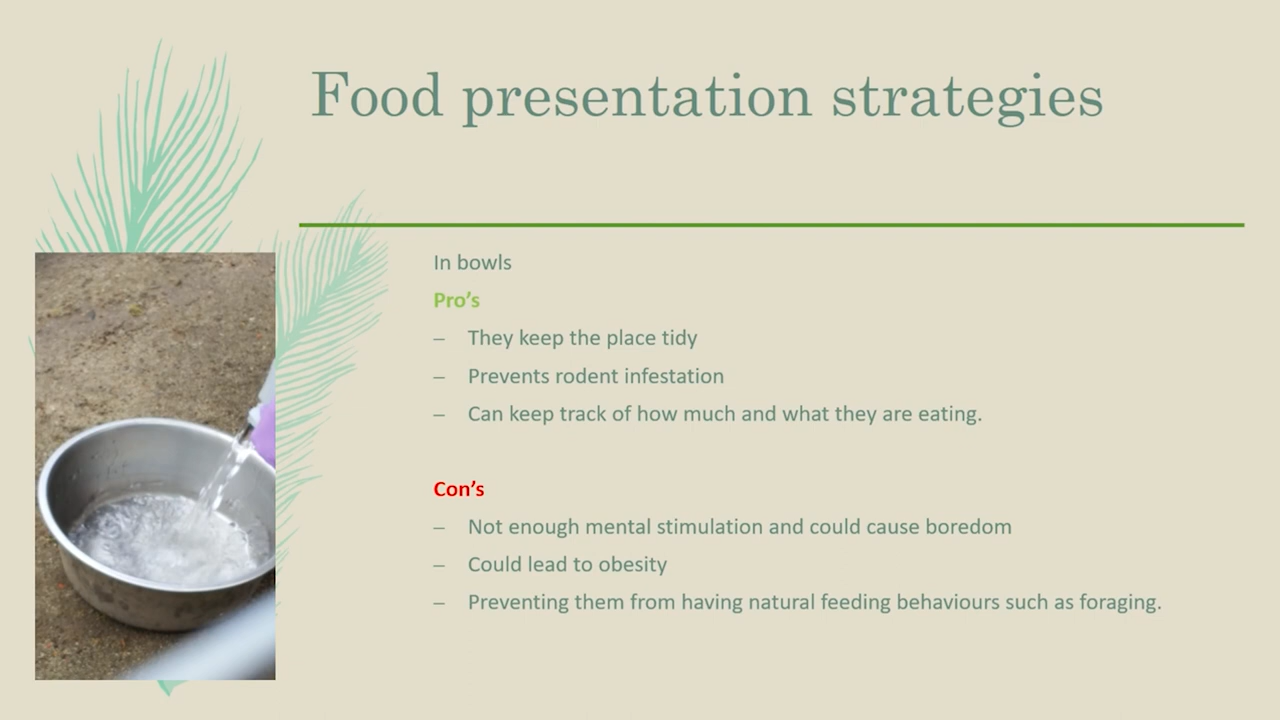 Food presentation strategies
In bowls
Pro’s
– They keep the place tidy
– Prevents rodent infestation
– Can keep track of how much and what they are eating.
Con’s
– Not enough mental stimulation and could cause boredom
– Could lead to obesity
– Preventing them from having natural feeding behaviours such as foraging.